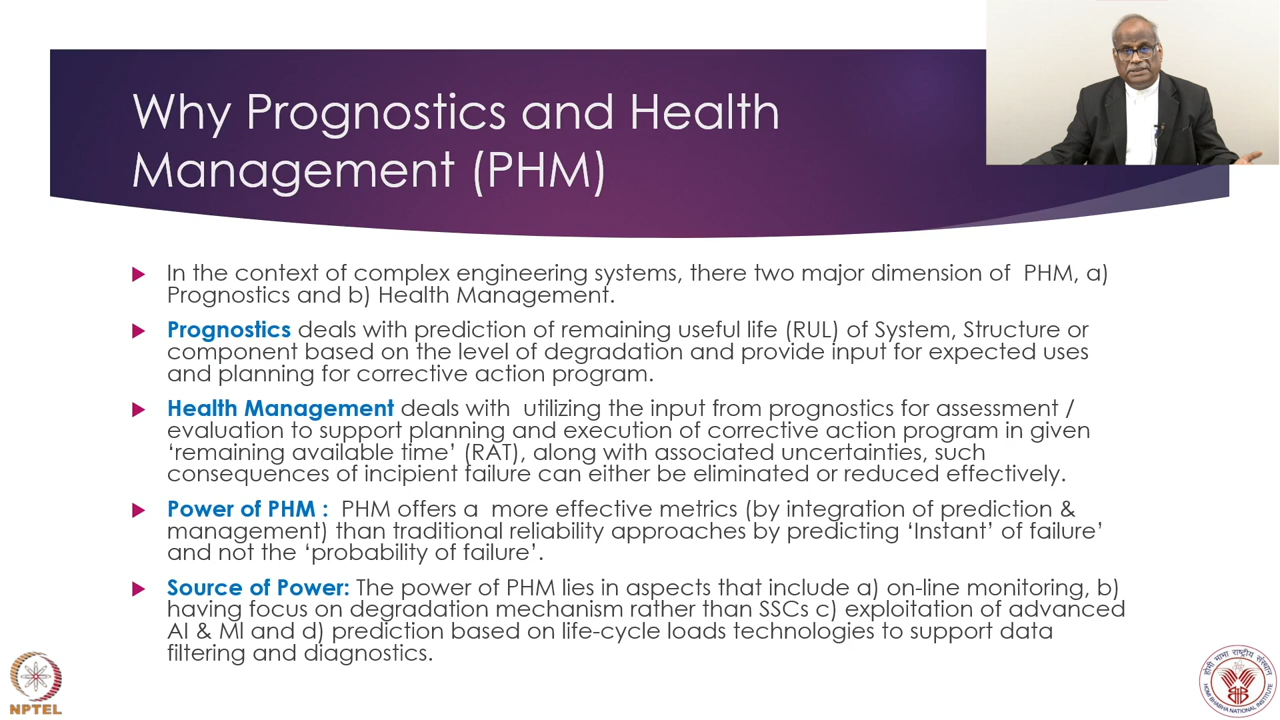 Why Prognostics and Health
Management (PHM)
In the context of complex engineering systems, there two major dimension of PHM, a)
Prognostics and b) Health Management.
Prognostics deals with prediction of remaining useful life (RUL) of System, Structure or
component based on the level of degradation and provide input for expected uses
and planning for corrective action program.
Health Management deals with utilizing the input from prognostics for assessment /
evaluation to support planning and execution of corrective action program in given
‘remaining available time’ (RAT), along with associated uncertainties, such
consequences of incipient failure can either be eliminated or reduced effectively.
Power of PHM : PHM offers a more effective metrics (by integration of prediction &
management) than traditional reliability approaches by predicting ‘Instant’ of failure’
and not the ‘probability of failure’.
Source of Power: The power of PHM lies in aspects that include a) on-line monitoring, b)
having focus on degradation mechanism rather than SSCs c) exploitation of advanced
AI & Ml and d) prediction based on life-cycle loads technologies to support data
filtering and diagnostics.
NPTEL
होमी भाभा राष्ट्रीय संस्थान
HOMI BHABHA NATIONAL INSTITUTE